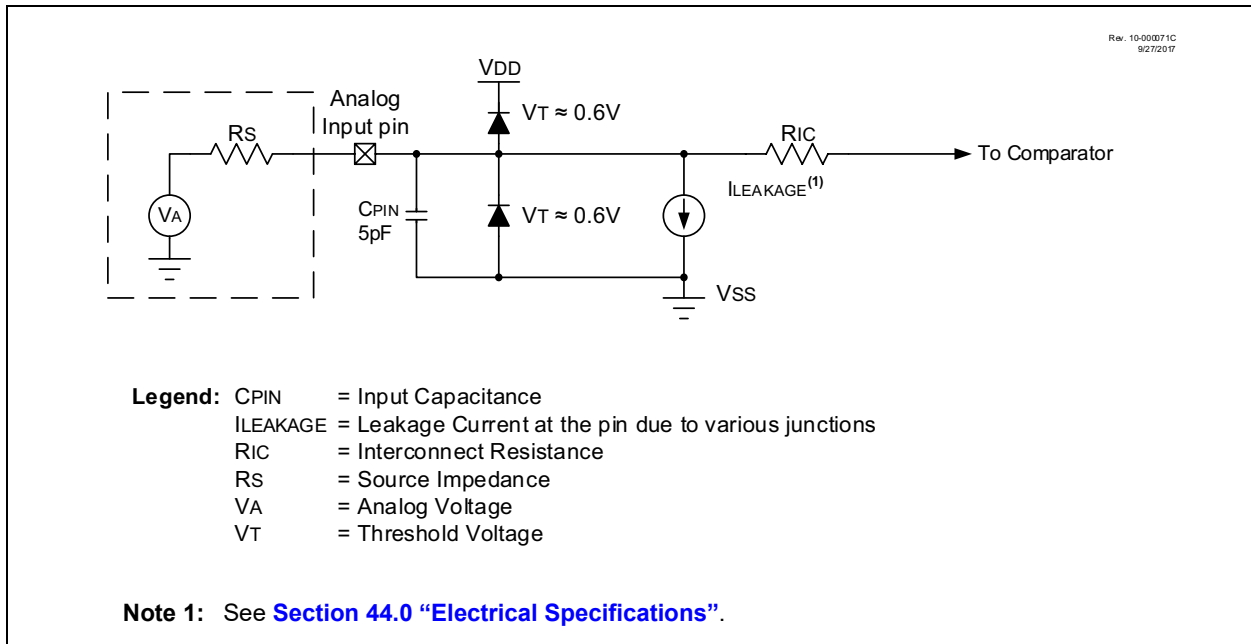 Rev. 10-000071C
9/27/2017
VDD
Analog
Input pin
VT ≈ 0.6V
RS
RIC
To Comparator
ILEAKAGE(1)
VA
CPIN
5pF
VT ≈ 0.6V
VSS
Legend: CPIN = Input Capacitance
ILEAKAGE = Leakage Current at the pin due to various junctions
RIC = Interconnect Resistance
RS = Source Impedance
VA = Analog Voltage
VT = Threshold Voltage
Note 1: See Section 44.0 “Electrical Specifications”.